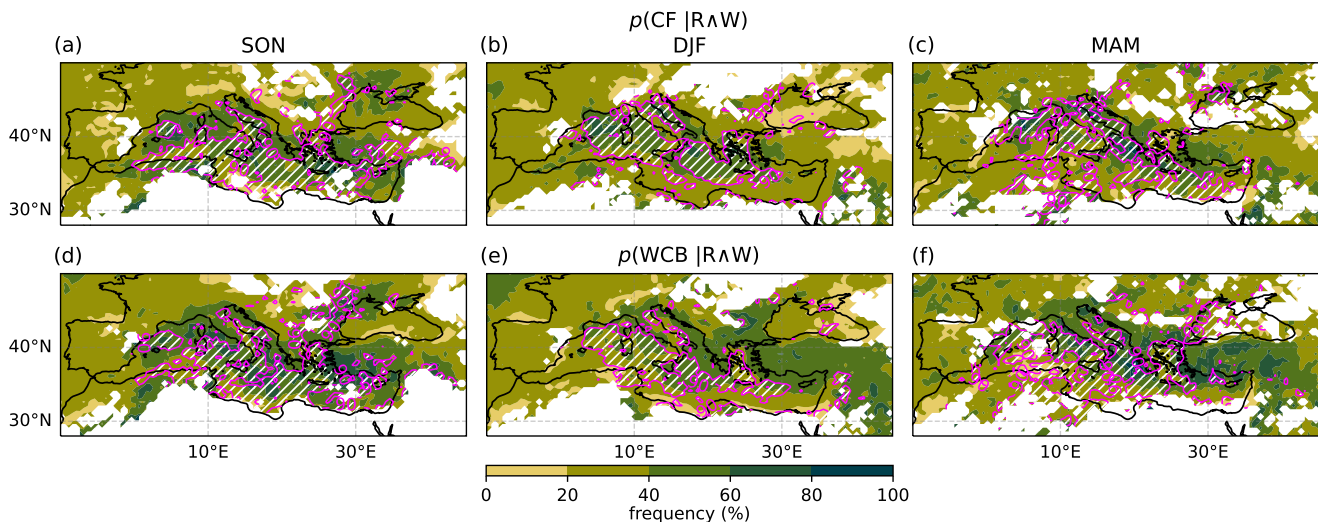 p(CF |R∧W)
(a) SON (b) DJF (c) MAM
40°N
30°N
p(WCB |R∧W)
(d) (e) (f)
40°N
30°N
10°E 30°E 10°E 30°E 10°E 30°E
0 20 40 60 80 100
frequency (%)